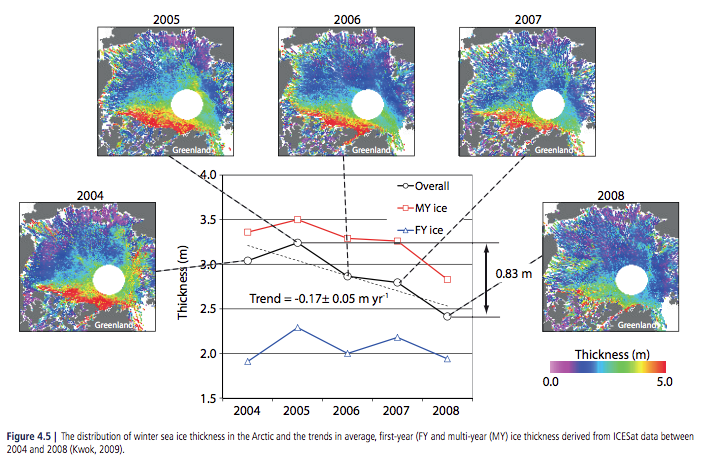 2005
2006
2007
Greenland
Greenland
Greenland
2004
Greenland
2008
Greenland
4.0
3.5
3.0
2.5
2.0
1.5
Thickness (m)
Overall
MY ice
FY ice
Trend = -0.17± 0.05 m yr-1
0.83 m
2004 2005 2006 2007 2008
Thickness (m)
0.0 5.0
Figure 4.5 | The distribution of winter sea ice thickness in the Arctic and the trends in average, first-year (FY and multi-year (MY) ice thickness derived from ICESat data between
2004 and 2008 (Kwok, 2009).